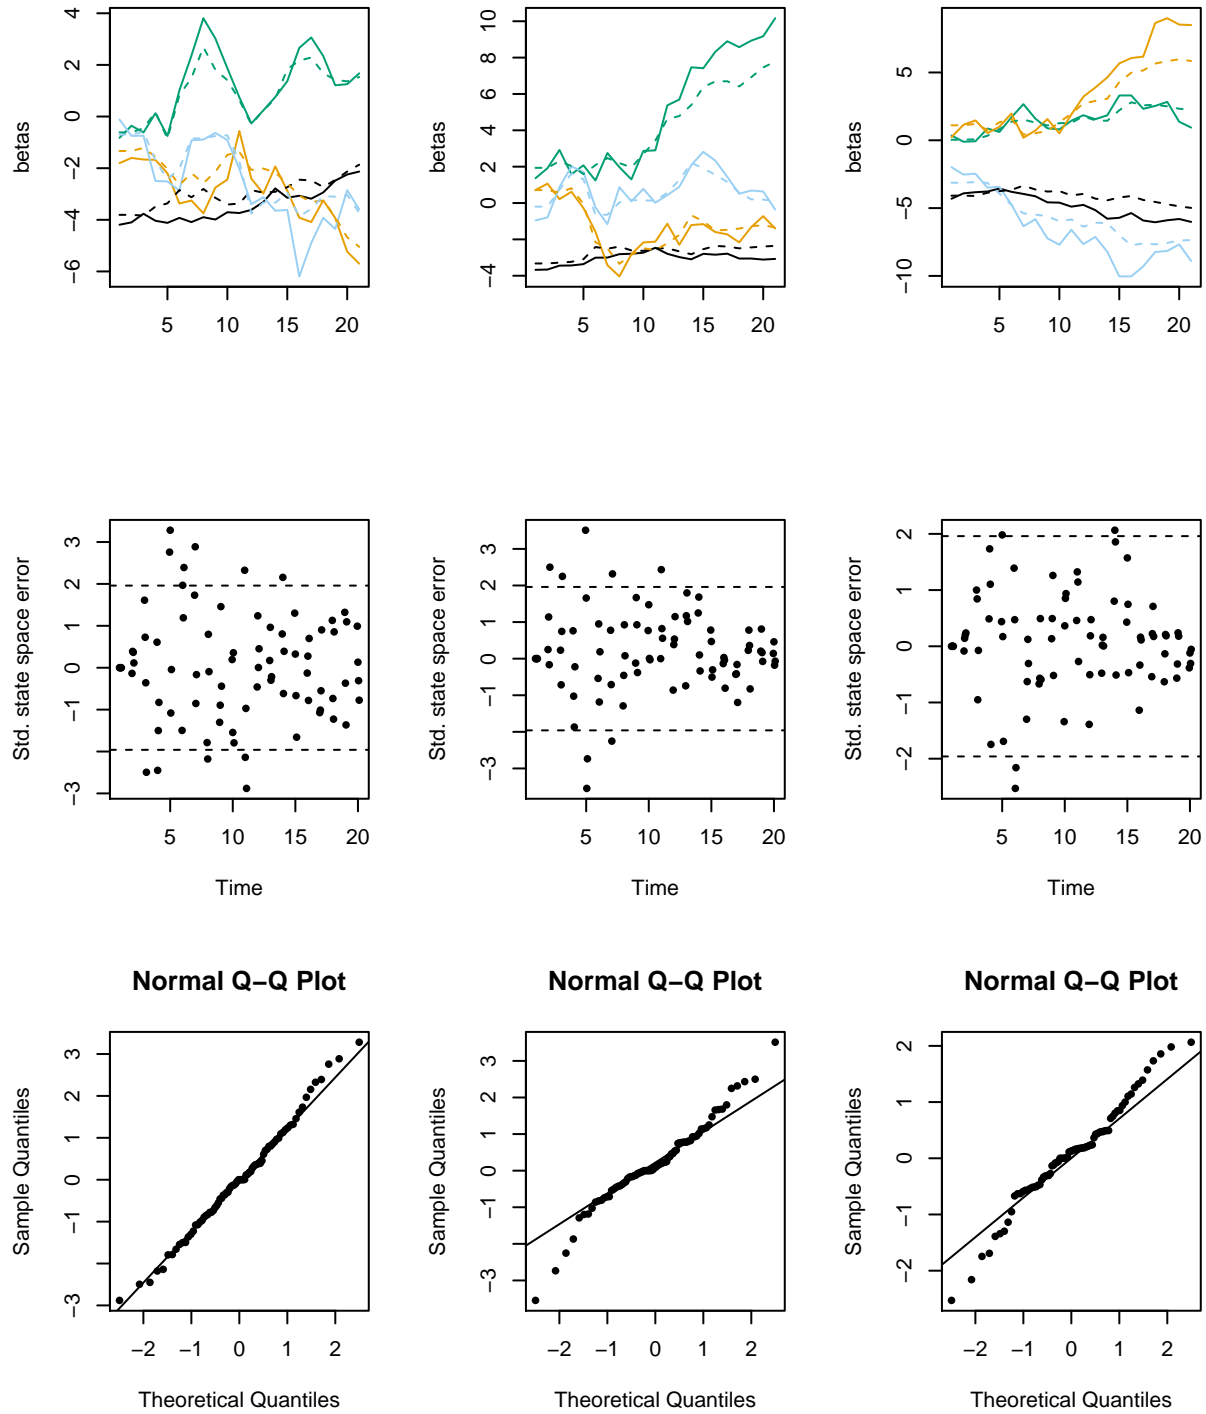 betas
4
2
0
−2
−4
−6
5 10 15 20
betas
10
8
6
4
2
0
−4
5 10 15 20
betas
5
0
−5
−10
5 10 15 20
Std. state space error
3
2
1
0
−1
−3
5 10 15 20
Time
Std. state space error
3
2
1
0
−1
−3
5 10 15 20
Time
Std. state space error
2
1
0
−1
−2
5 10 15 20
Time
Normal Q−Q Plot
Sample Quantiles
3
2
1
0
−1
−3
−2 −1 0 1 2
Theoretical Quantiles
Normal Q−Q Plot
Sample Quantiles
3
2
1
0
−1
−3
−2 −1 0 1 2
Theoretical Quantiles
Normal Q−Q Plot
Sample Quantiles
2
1
0
−1
−2
−2 −1 0 1 2
Theoretical Quantiles